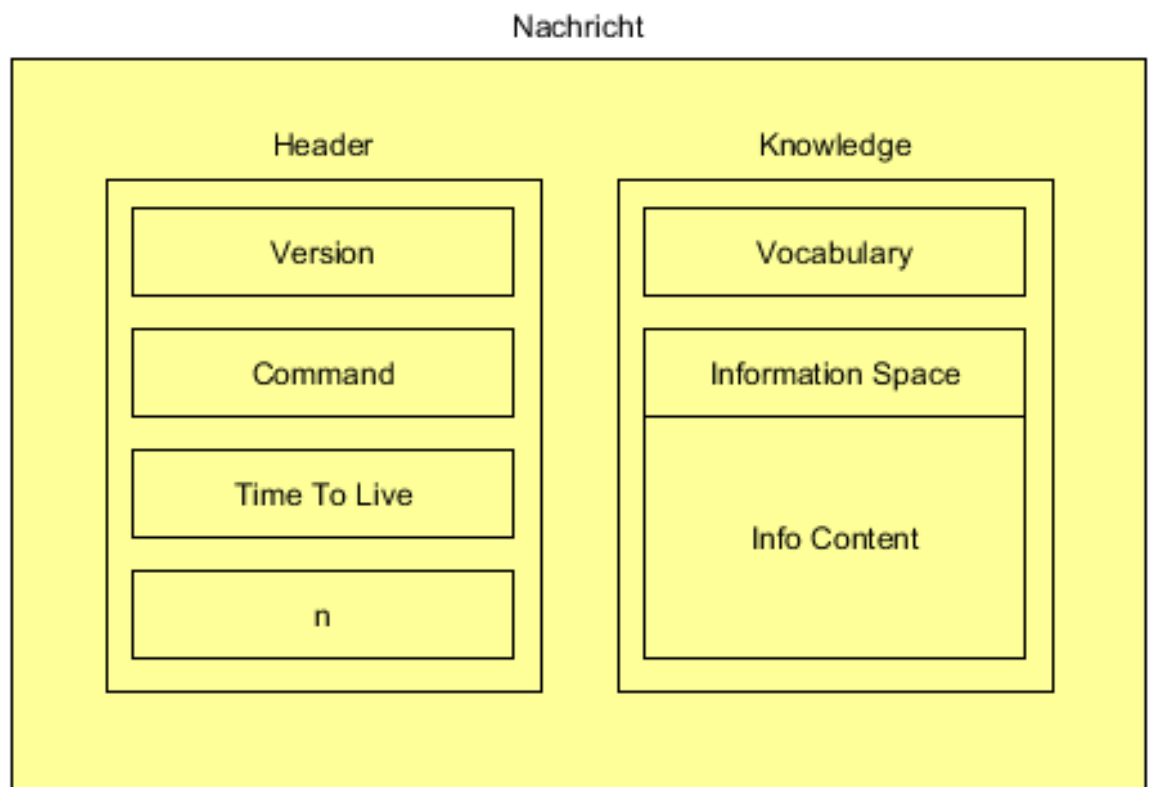 Nachricht
Header
Version
Command
Time To Live
n
Knowledge
Vocabulary
Information Space
Info Content